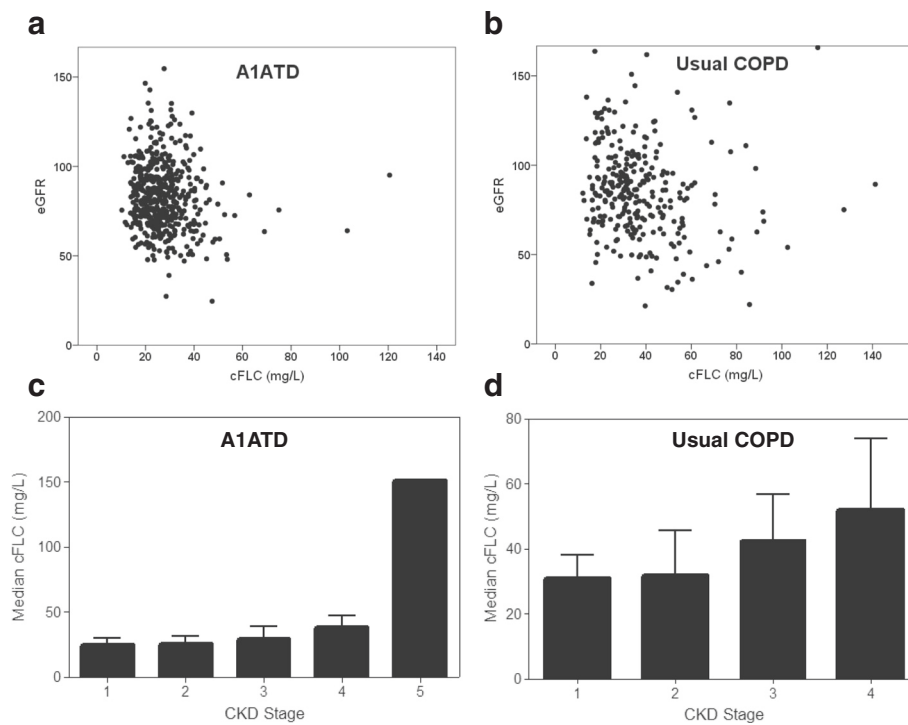 a
A1ATD
eGFR
150
100
50
0
0 20 40 60 80 100 120 140
cFLC (mg/L)
b
Usual COPD
eGFR
150
100
50
0
0 20 40 60 80 100 120 140
cFLC (mg/L)
c
A1ATD
Median cFLC (mg/L)
200
150
100
50
0
1 2 3 4 5
CKD Stage
d
Usual COPD
Median cFLC (mg/L)
80
60
40
20
0
1 2 3 4
CKD Stage